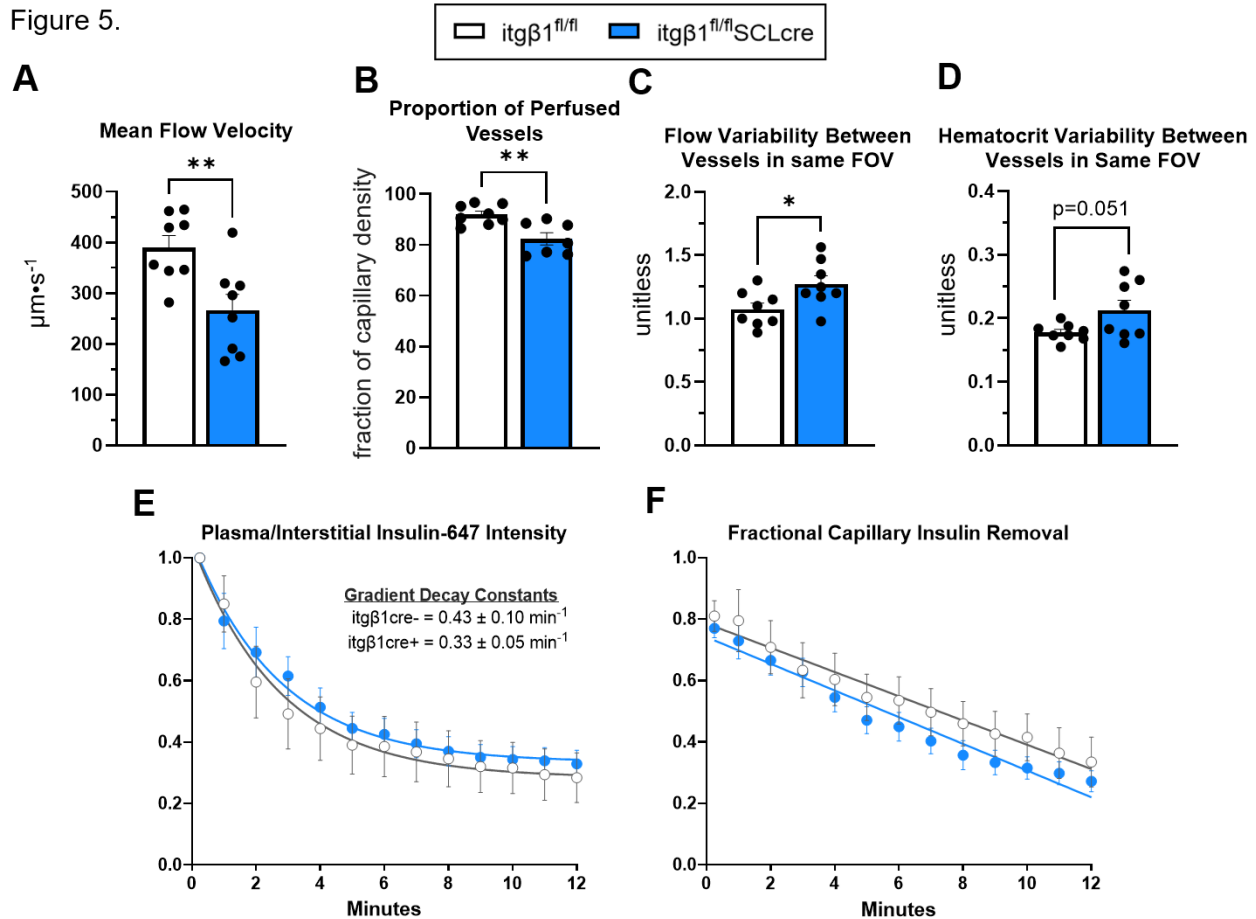 Figure 5.
itgβ1fl/fl itgβ1fl/flSCLcre
A
Mean Flow Velocity
**
500
400
300
200
100
0
µm•s-1
B
Proportion of Perfused
Vessels
**
100
80
60
40
20
0
fraction of capillary density
C
Flow Variability Between
Vessels in same FOV
*
2.0
1.5
1.0
0.5
0.0
unitless
D
Hematocrit Variability Between
Vessels in Same FOV
p=0.051
0.4
0.3
0.2
0.1
0.0
unitless
E
Plasma/Interstitial Insulin-647 Intensity
Gradient Decay Constants
itgβ1cre- = 0.43 ± 0.10 min-1
itgβ1cre+ = 0.33 ± 0.05 min-1
1.0
0.8
0.6
0.4
0.2
0.0
0 2 4 6 8 10 12
Minutes
F
Fractional Capillary Insulin Removal
1.0
0.8
0.6
0.4
0.2
0.0
0 2 4 6 8 10 12
Minutes